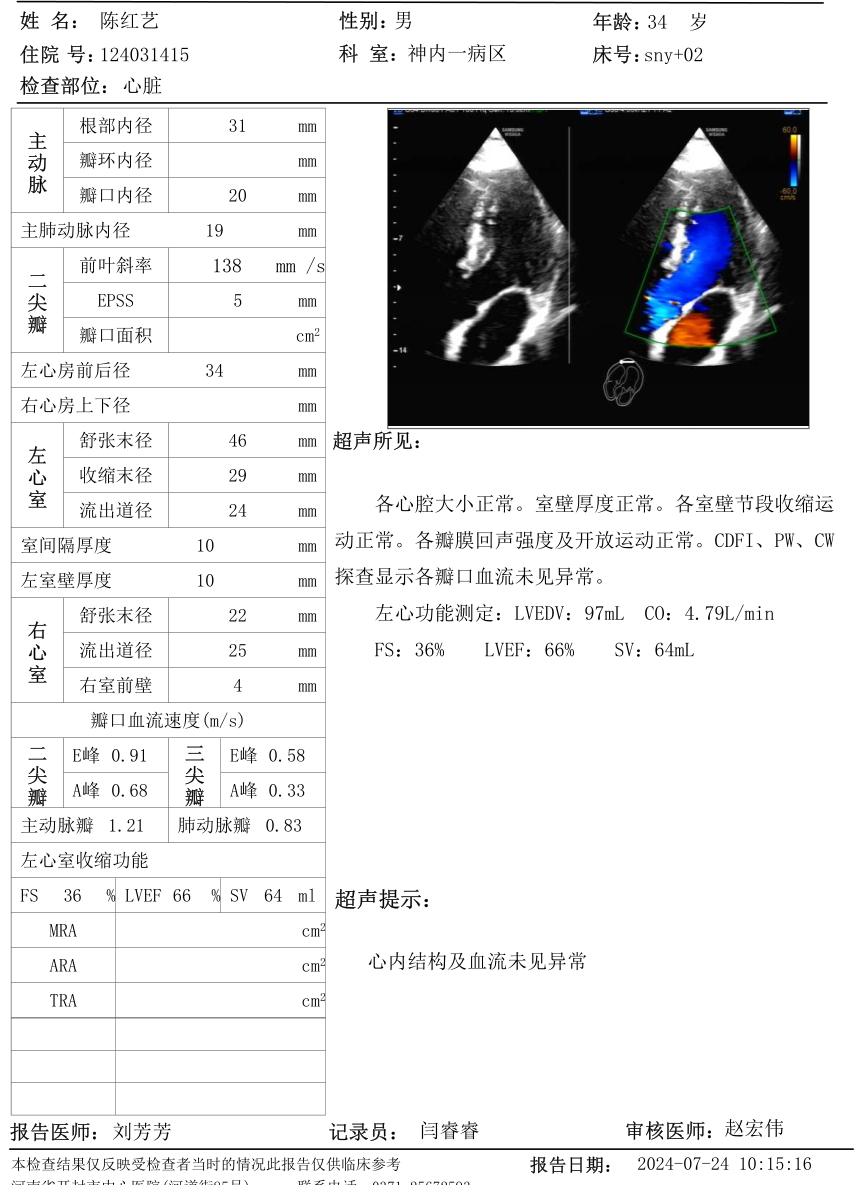 姓 名： 陈红艺 性别：男 年龄：34 岁
住院 号：124031415 科 室：神内一病区 床号：sny+02
检查部位： 心脏
主动脉 根部内径 31 mm
瓣环内径 mm
瓣口内径 20 mm
主肺动脉内径 19 mm
二尖瓣 前叶斜率 138 mm /s
EPSS 5 mm
瓣口面积 cm²
左心房前后径 34 mm
右心房上下径 mm
左心室 舒张末径 46 mm
收缩末径 29 mm
流出道径 24 mm
室间隔厚度 10 mm
左室壁厚度 10 mm
右心室 舒张末径 22 mm
流出道径 25 mm
右室前壁 4 mm
瓣口血流速度(m/s)
二尖瓣 E峰 0.91 三尖瓣 E峰 0.58
A峰 0.68 A峰 0.33
主动脉瓣 1.21 肺动脉瓣 0.83
左心室收缩功能
FS 36 % LVEF 66 % SV 64 ml
MRA cm²
ARA cm²
TRA cm²
SAMSUNG
SAMSUNG
60.0
-60.0
cm/s
7
14
超声所见：
各心腔大小正常。室壁厚度正常。各室壁节段收缩运
动正常。各瓣膜回声强度及开放运动正常。CDFI、PW、CW
探查显示各瓣口血流未见异常。
左心功能测定：LVEDV：97mL CO：4.79L/min
FS：36% LVEF：66% SV：64mL
超声提示：
心内结构及血流未见异常
报告医师：刘芳芳 记录员： 闫睿睿 审核医师：赵宏伟
本检查结果仅反映受检查者当时的情况此报告仅供临床参考 报告日期： 2024-07-24 10:15:16